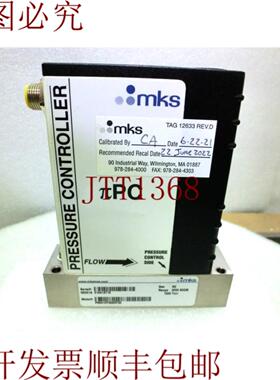 图必究
mks
TAG 12633 REV.D
mks
Calibrated By CA Date 6-22-21
Recommended Recal Date 22 June 2022
90 Industrial Way, Wilmington, MA 01887
978-284-4000 FAX: 978-284-4303
PRESSURE CONTROLLER
JTT1368
πPC
FLOW
PRESSURE
CONTROL
SIDE
开发票顺丰包邮